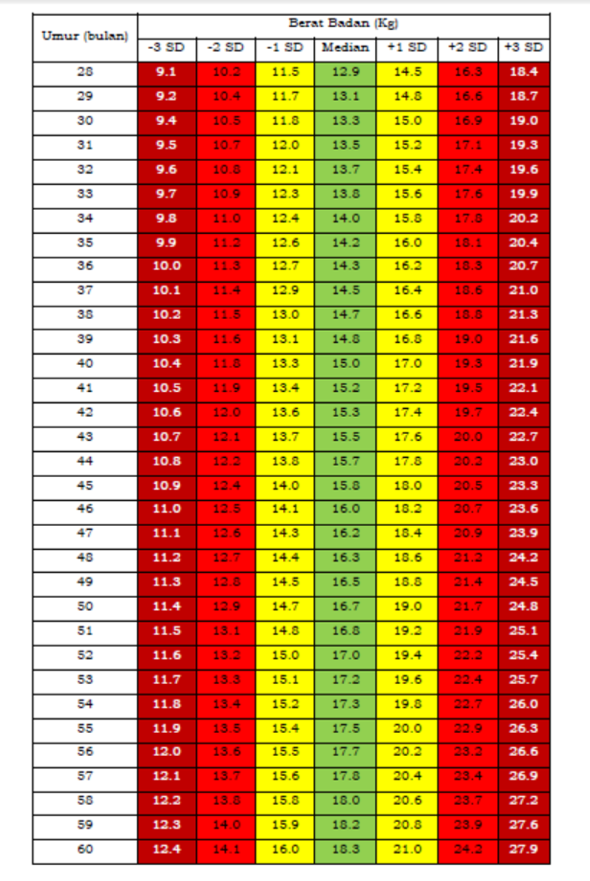 Berat Badan (Kg)
Umur (bulan)
-3 SD -2 SD -1 SD Median +1 SD +2 SD +3 SD
28 9.1 10.2 11.5 12.9 14.5 16.3 18.4
29 9.2 10.4 11.7 13.1 14.8 16.6 18.7
30 9.4 10.5 11.8 13.3 15.0 16.9 19.0
31 9.5 10.7 12.0 13.5 15.2 17.1 19.3
32 9.6 10.8 12.1 13.7 15.4 17.4 19.6
33 9.7 10.9 12.3 13.8 15.6 17.6 19.9
34 9.8 11.0 12.4 14.0 15.8 17.8 20.2
35 9.9 11.2 12.6 14.2 16.0 18.1 20.4
36 10.0 11.3 12.7 14.3 16.2 18.3 20.7
37 10.1 11.4 12.9 14.5 16.4 18.6 21.0
38 10.2 11.5 13.0 14.7 16.6 18.8 21.3
39 10.3 11.6 13.1 14.8 16.8 19.0 21.6
40 10.4 11.8 13.3 15.0 17.0 19.3 21.9
41 10.5 11.9 13.4 15.2 17.2 19.5 22.1
42 10.6 12.0 13.6 15.3 17.4 19.7 22.4
43 10.7 12.1 13.7 15.5 17.6 20.0 22.7
44 10.8 12.2 13.8 15.7 17.8 20.2 23.0
45 10.9 12.4 14.0 15.8 18.0 20.5 23.3
46 11.0 12.5 14.1 16.0 18.2 20.7 23.6
47 11.1 12.6 14.3 16.2 18.4 20.9 23.9
48 11.2 12.7 14.4 16.3 18.6 21.2 24.2
49 11.3 12.8 14.5 16.5 18.8 21.4 24.5
50 11.4 12.9 14.7 16.7 19.0 21.7 24.8
51 11.5 13.1 14.8 16.8 19.2 21.9 25.1
52 11.6 13.2 15.0 17.0 19.4 22.2 25.4
53 11.7 13.3 15.1 17.2 19.6 22.4 25.7
54 11.8 13.4 15.2 17.3 19.8 22.7 26.0
55 11.9 13.5 15.4 17.5 20.0 22.9 26.3
56 12.0 13.6 15.5 17.7 20.2 23.2 26.6
57 12.1 13.7 15.6 17.8 20.4 23.4 26.9
58 12.2 13.8 15.8 18.0 20.6 23.7 27.2
59 12.3 14.0 15.9 18.2 20.8 23.9 27.6
60 12.4 14.1 16.0 18.3 21.0 24.2 27.9